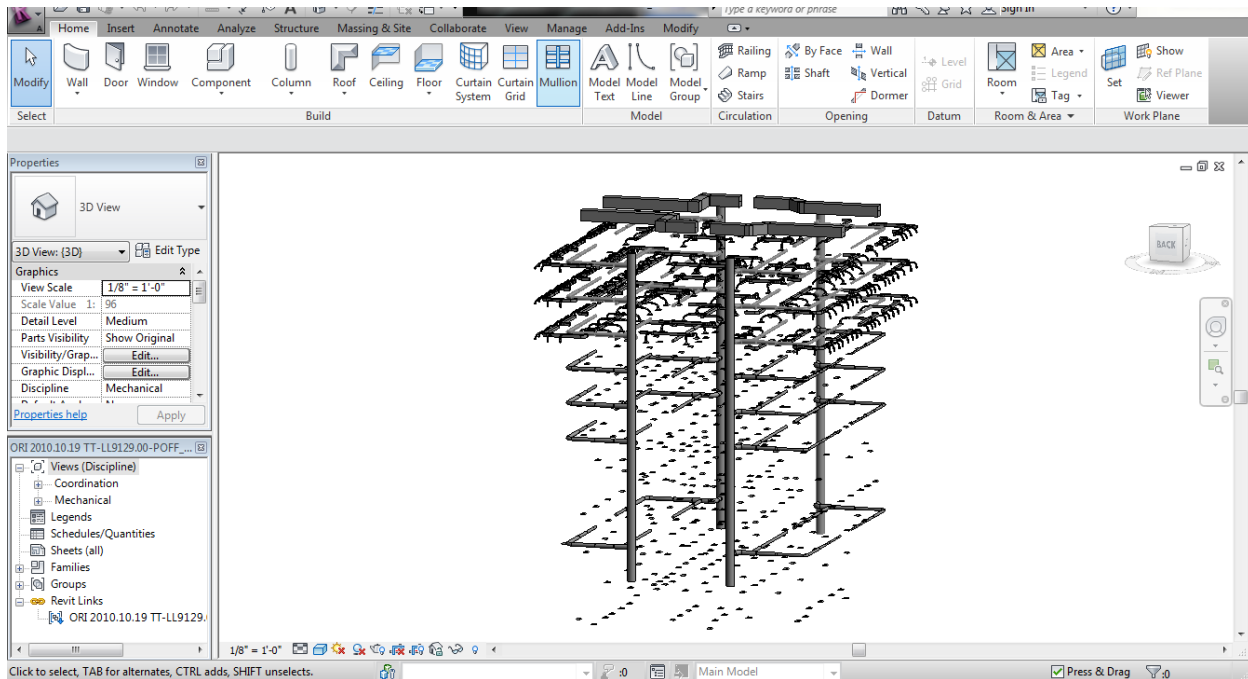 Type a keyword or phrase
Sign In
Home Insert Annotate Analyze Structure Massing & Site Collaborate View Manage Add-Ins Modify
Modify Wall Door Window Component Column Roof Ceiling Floor Curtain System Curtain Grid Mullion Model Text Model Line Model Group
Railing By Face Wall Level Room Area Set Show
Ramp Shaft Vertical Grid Legend Ref Plane
Stairs Dormer Tag Viewer
Select Build Model Circulation Opening Datum Room & Area Work Plane
Properties
3D View
3D View: {3D} Edit Type
Graphics
View Scale 1/8" = 1'-0"
Scale Value 1: 96
Detail Level Medium
Parts Visibility Show Original
Visibility/Grap... Edit...
Graphic Displ... Edit...
Discipline Mechanical
Properties help Apply
ORI 2010.10.19 TT-LL9129.00-POFF_...
Views (Discipline)
Coordination
Mechanical
Legends
Schedules/Quantities
Sheets (all)
Families
Groups
Revit Links
ORI 2010.10.19 TT-LL9129.
BACK
1/8" = 1'-0"
Click to select, TAB for alternates, CTRL adds, SHIFT unselects. :0 Main Model Press & Drag :0